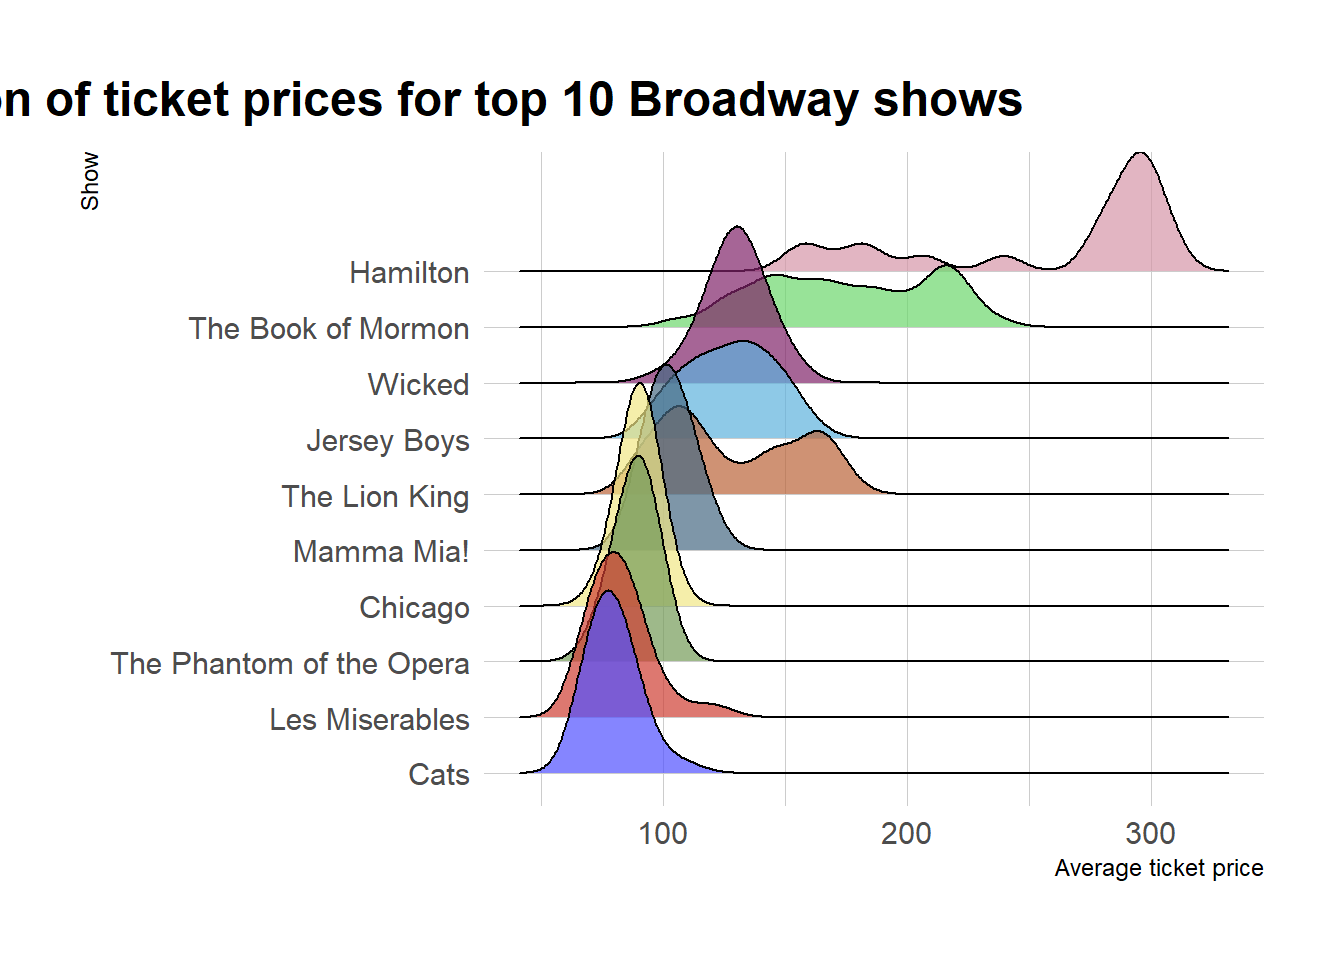 on of ticket prices for top 10 Broadway shows
Show
Hamilton
The Book of Mormon
Wicked
Jersey Boys
The Lion King
Mamma Mia!
Chicago
The Phantom of the Opera
Les Miserables
Cats
100 200 300
Average ticket price